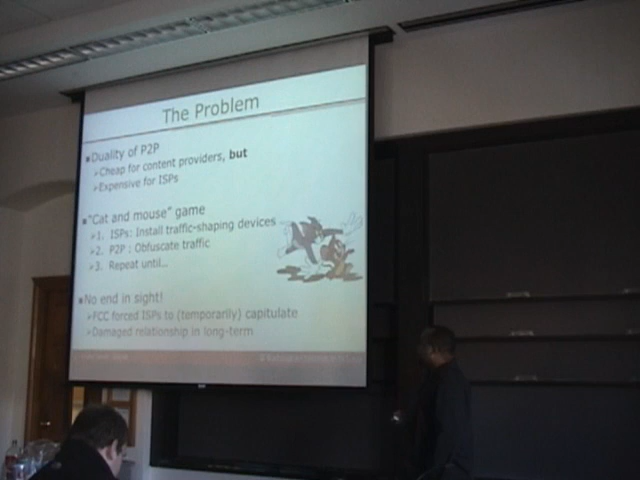 The Problem
Duality of P2P
Cheap for content providers, but
Expensive for ISPs
"Cat and mouse" game
1. ISPs: Install traffic-shaping devices
2. P2P : Obfuscate traffic
3. Repeat until...
No end in sight!
FCC forced ISPs to (temporarily) capitulate
Damaged relationship in long-term